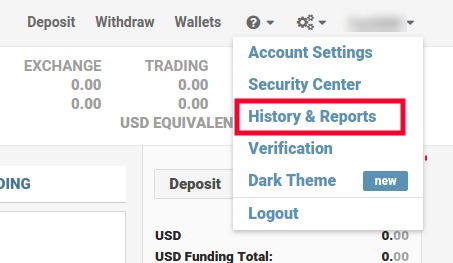 Deposit Withdraw Wallets
Account Settings
EXCHANGE TRADING
0.00 0.00
0.00 0.00
USD EQUIVALEN
Security Center
History & Reports
Verification
Dark Theme new
Logout
DING
Deposit
USD 0.00
USD Funding Total: 0.00